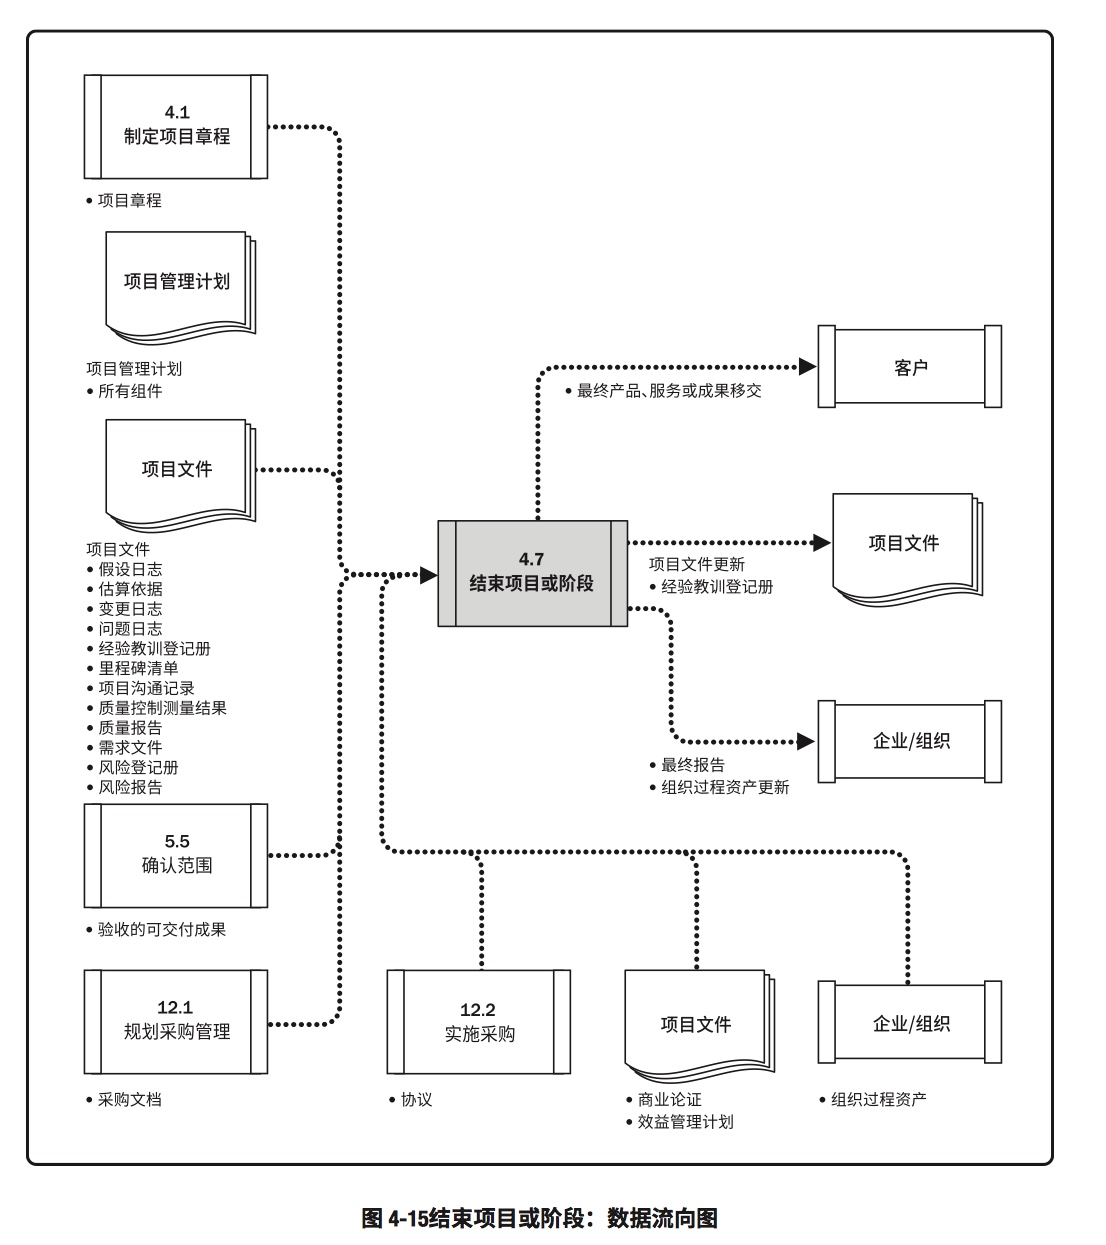 4.1
制定项目章程
• 项目章程
项目管理计划
项目管理计划
• 所有组件
项目文件
项目文件
• 假设日志
• 估算依据
• 变更日志
• 问题日志
• 经验教训登记册
• 里程碑清单
• 项目沟通记录
• 质量控制测量结果
• 质量报告
• 需求文件
• 风险登记册
• 风险报告
5.5
确认范围
• 验收的可交付成果
12.1
规划采购管理
• 采购文档
4.7
结束项目或阶段
客户
• 最终产品、服务或成果移交
项目文件
项目文件更新
• 经验教训登记册
企业/组织
• 最终报告
• 组织过程资产更新
12.2
实施采购
• 协议
项目文件
• 商业论证
• 效益管理计划
企业/组织
• 组织过程资产
图 4-15结束项目或阶段：数据流向图